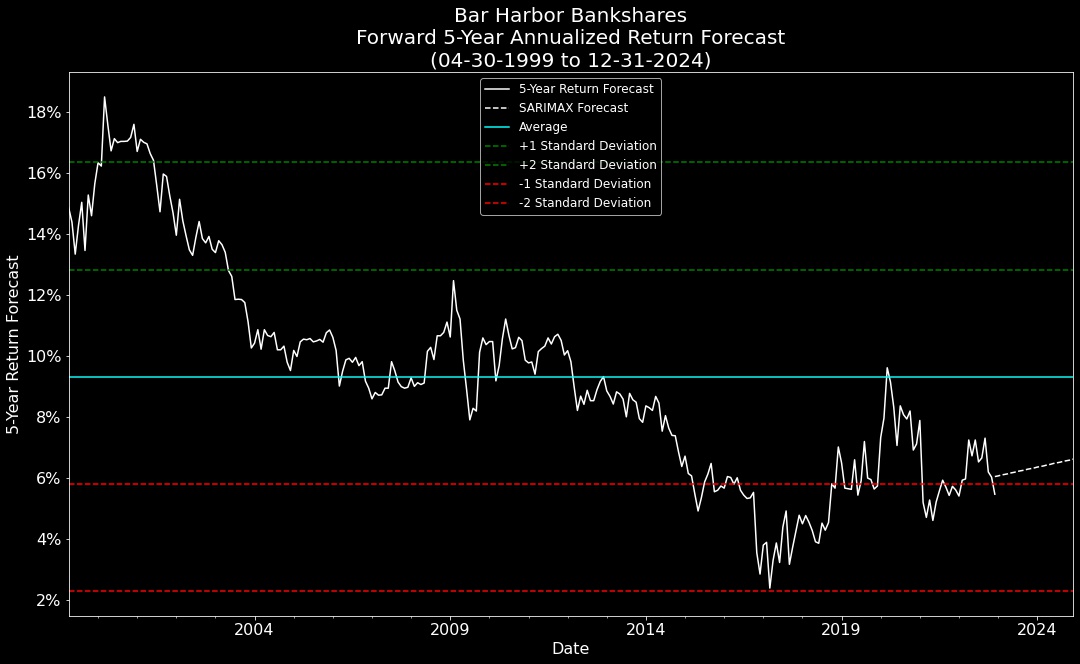 Bar Harbor Bankshares
Forward 5-Year Annualized Return Forecast
(04-30-1999 to 12-31-2024)
5-Year Return Forecast
SARIMAX Forecast
Average
+1 Standard Deviation
+2 Standard Deviation
-1 Standard Deviation
-2 Standard Deviation
5-Year Return Forecast
18%
16%
14%
12%
10%
8%
6%
4%
2%
2004 2009 2014 2019 2024
Date